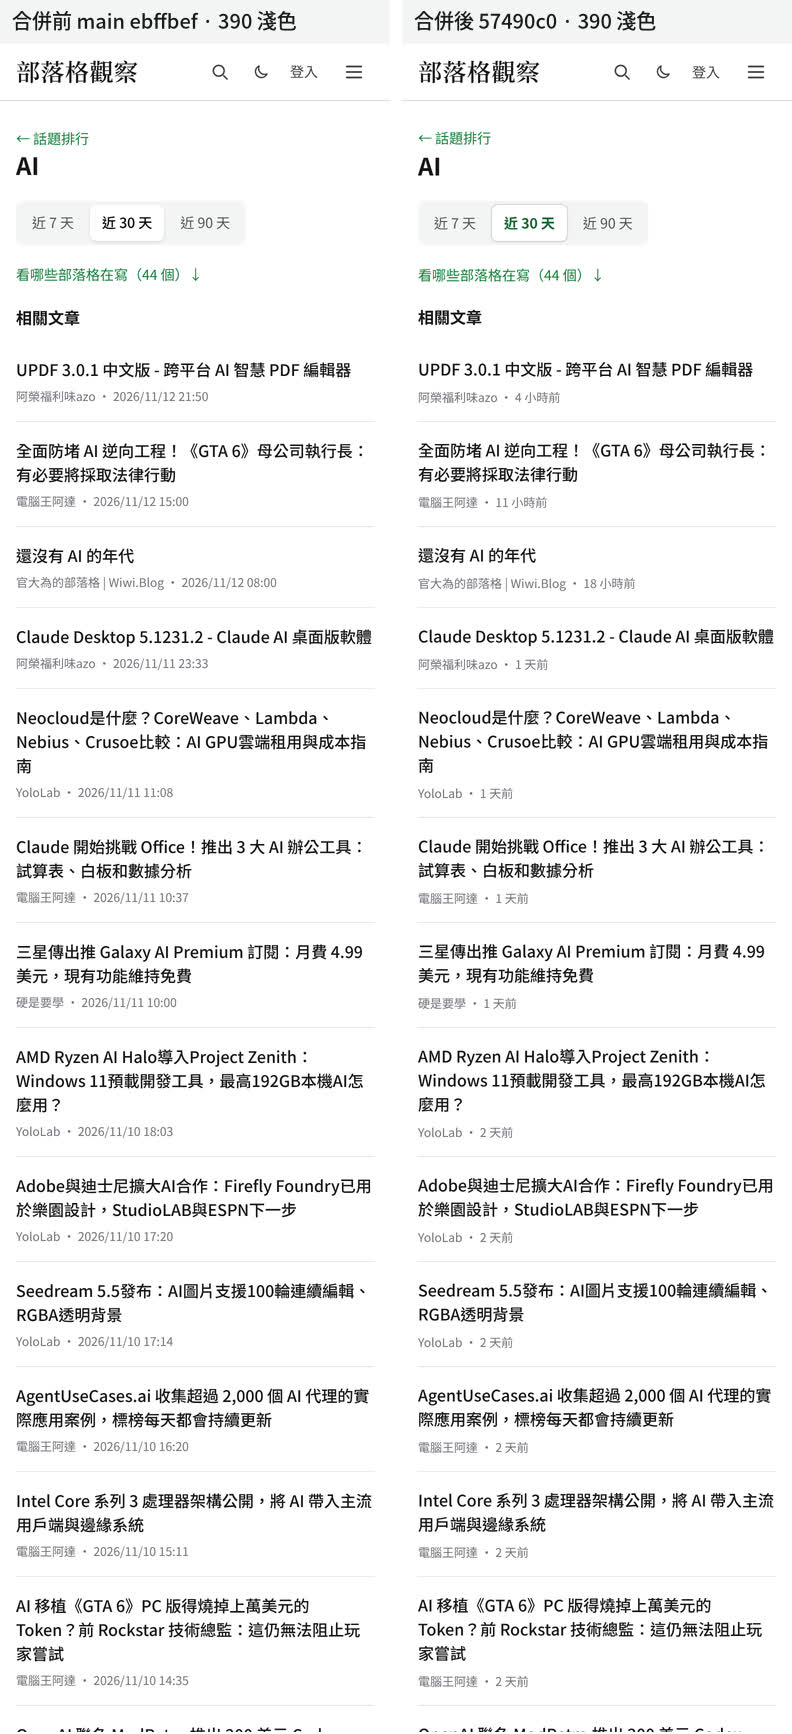 合併前 main ebffbef · 390 淺色
部落格觀察
登入
← 話題排行
AI
近 7 天
近 30 天
近 90 天
看哪些部落格在寫（44 個）↓
相關文章
UPDF 3.0.1 中文版 - 跨平台 AI 智慧 PDF 編輯器
阿榮福利味azo · 2026/11/12 21:50
全面防堵 AI 逆向工程！《GTA 6》母公司執行長：
有必要將採取法律行動
電腦王阿達 · 2026/11/12 15:00
還沒有 AI 的年代
官大為的部落格 | Wiwi.Blog · 2026/11/12 08:00
Claude Desktop 5.1231.2 - Claude AI 桌面版軟體
阿榮福利味azo · 2026/11/11 23:33
Neocloud是什麼？CoreWeave、Lambda、
Nebius、Crusoe比較：AI GPU雲端租用與成本指
南
YoloLab · 2026/11/11 11:08
Claude 開始挑戰 Office！推出 3 大 AI 辦公工具：
試算表、白板和數據分析
電腦王阿達 · 2026/11/11 10:37
三星傳出推 Galaxy AI Premium 訂閱：月費 4.99
美元，現有功能維持免費
硬是要學 · 2026/11/11 10:00
AMD Ryzen AI Halo導入Project Zenith：
Windows 11預載開發工具，最高192GB本機AI怎
麼用？
YoloLab · 2026/11/10 18:03
Adobe與迪士尼擴大AI合作：Firefly Foundry已用
於樂園設計，StudioLAB與ESPN下一步
YoloLab · 2026/11/10 17:20
Seedream 5.5發布：AI圖片支援100輪連續編輯、
RGBA透明背景
YoloLab · 2026/11/10 17:14
AgentUseCases.ai 收集超過 2,000 個 AI 代理的實
際應用案例，標榜每天都會持續更新
電腦王阿達 · 2026/11/10 16:20
Intel Core 系列 3 處理器架構公開，將 AI 帶入主流
用戶端與邊緣系統
電腦王阿達 · 2026/11/10 15:11
AI 移植《GTA 6》PC 版得燒掉上萬美元的
Token？前 Rockstar 技術總監：這仍無法阻止玩
家嘗試
電腦王阿達 · 2026/11/10 14:35
合併後 57490c0 · 390 淺色
部落格觀察
登入
← 話題排行
AI
近 7 天
近 30 天
近 90 天
看哪些部落格在寫（44 個）↓
相關文章
UPDF 3.0.1 中文版 - 跨平台 AI 智慧 PDF 編輯器
阿榮福利味azo · 4 小時前
全面防堵 AI 逆向工程！《GTA 6》母公司執行長：
有必要將採取法律行動
電腦王阿達 · 11 小時前
還沒有 AI 的年代
官大為的部落格 | Wiwi.Blog · 18 小時前
Claude Desktop 5.1231.2 - Claude AI 桌面版軟體
阿榮福利味azo · 1 天前
Neocloud是什麼？CoreWeave、Lambda、
Nebius、Crusoe比較：AI GPU雲端租用與成本指
南
YoloLab · 1 天前
Claude 開始挑戰 Office！推出 3 大 AI 辦公工具：
試算表、白板和數據分析
電腦王阿達 · 1 天前
三星傳出推 Galaxy AI Premium 訂閱：月費 4.99
美元，現有功能維持免費
硬是要學 · 1 天前
AMD Ryzen AI Halo導入Project Zenith：
Windows 11預載開發工具，最高192GB本機AI怎
麼用？
YoloLab · 2 天前
Adobe與迪士尼擴大AI合作：Firefly Foundry已用
於樂園設計，StudioLAB與ESPN下一步
YoloLab · 2 天前
Seedream 5.5發布：AI圖片支援100輪連續編輯、
RGBA透明背景
YoloLab · 2 天前
AgentUseCases.ai 收集超過 2,000 個 AI 代理的實
際應用案例，標榜每天都會持續更新
電腦王阿達 · 2 天前
Intel Core 系列 3 處理器架構公開，將 AI 帶入主流
用戶端與邊緣系統
電腦王阿達 · 2 天前
AI 移植《GTA 6》PC 版得燒掉上萬美元的
Token？前 Rockstar 技術總監：這仍無法阻止玩
家嘗試
電腦王阿達 · 2 天前